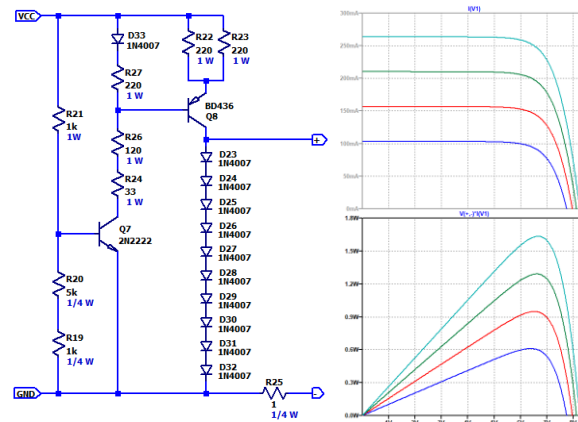 VCC
D33
1N4007
R22
220
1 W
R23
220
1 W
R27
220
1 W
BD436
Q8
R21
1k
1W
R26
120
1 W
+
D23
1N4007
D24
1N4007
R24
33
1 W
D25
1N4007
D26
1N4007
Q7
2N2222
D27
1N4007
D28
1N4007
R20
5k
1/4 W
D29
1N4007
D30
1N4007
R19
1k
1/4 W
D31
1N4007
D32
1N4007
GND
R25
1
1/4 W
-
I(V1)
300mA
250mA
200mA
150mA
100mA
50mA
0mA
V(+,-)*I(V1)
1.8W
1.5W
1.2W
0.9W
0.6W
0.3W
0.0W